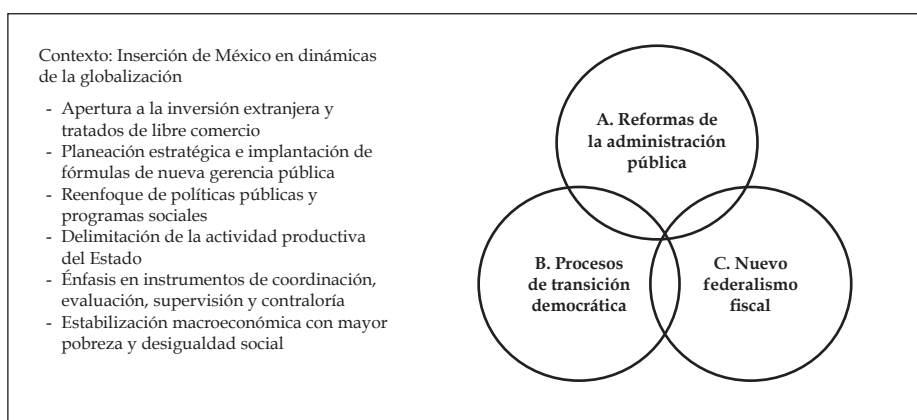 Contexto: Inserción de México en dinámicas
de la globalización
- Apertura a la inversión extranjera y
tratados de libre comercio
- Planeación estratégica e implantación de
fórmulas de nueva gerencia pública
- Reenfoque de políticas públicas y
programas sociales
- Delimitación de la actividad productiva
del Estado
- Énfasis en instrumentos de coordinación,
evaluación, supervisión y contraloría
- Estabilización macroeconómica con mayor
pobreza y desigualdad social
A. Reformas de
la administración
pública
B. Procesos
de transición
democrática
C. Nuevo
federalismo
fiscal